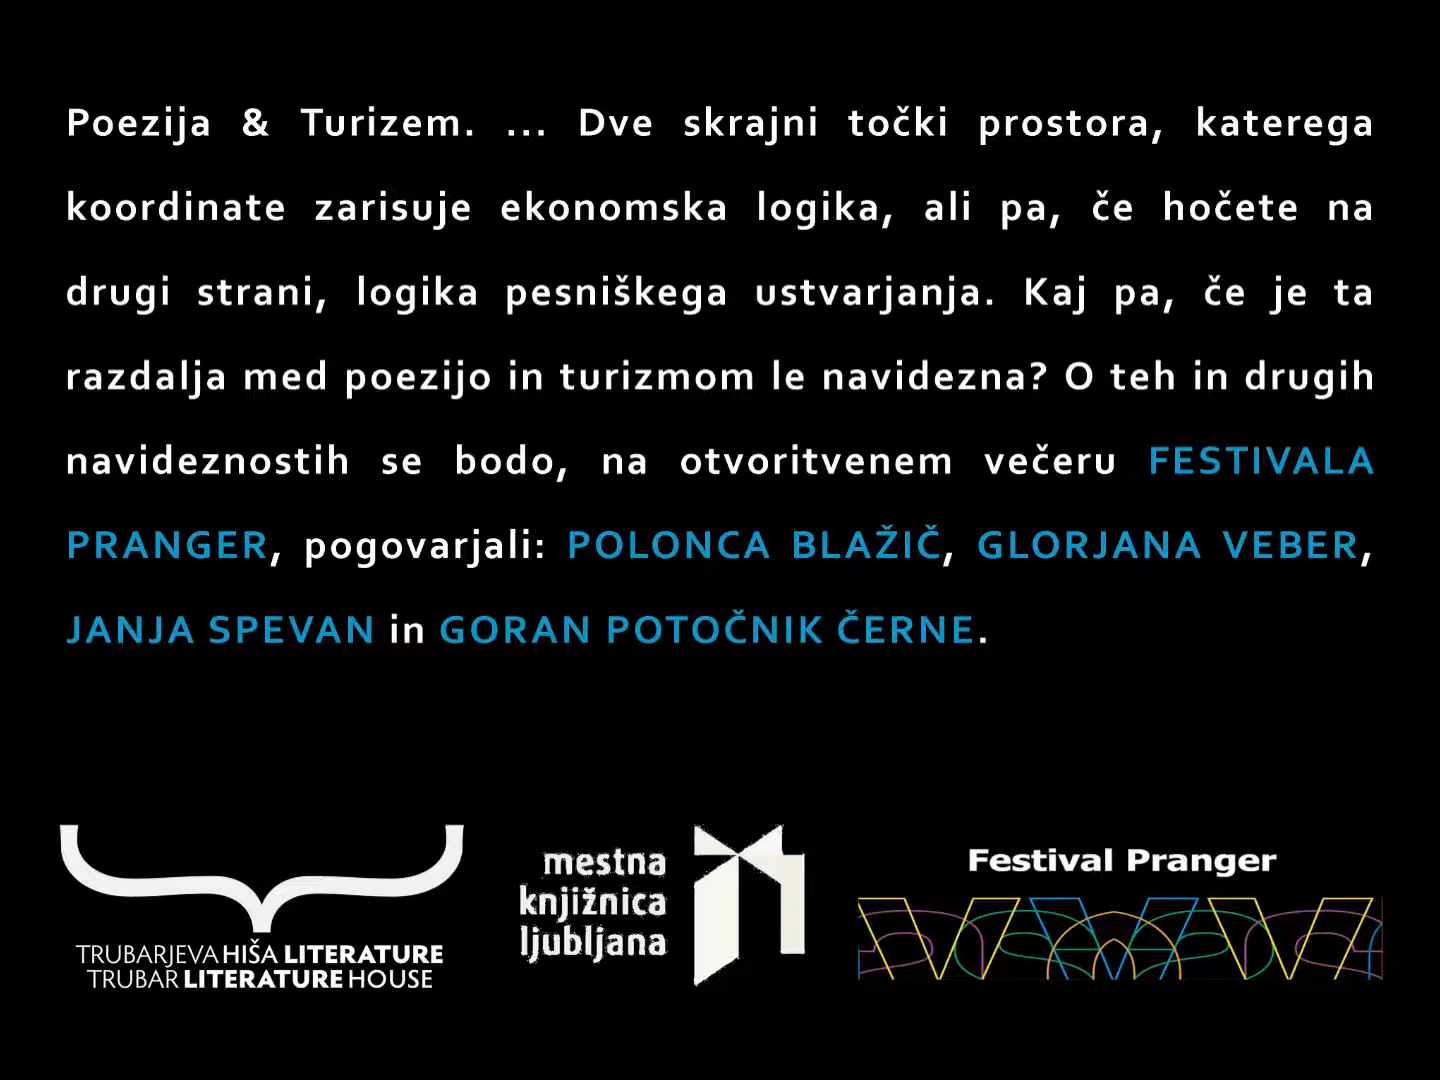 Poezija & Turizem. ... Dve skrajni točki prostora, katerega
koordinate zarisuje ekonomska logika, ali pa, če hočete na
drugi strani, logika pesniškega ustvarjanja. Kaj pa, če je ta
razdalja med poezijo in turizmom le navidezna? O teh in drugih
navideznostih se bodo, na otvoritvenem večeru FESTIVALA
PRANGER, pogovarjali: POLONCA BLAŽIČ, GLORJANA VEBER,
JANJA SPEVAN in GORAN POTOČNIK ČERNE.
TRUBARJEVA HIŠA LITERATURE
TRUBAR LITERATURE HOUSE
mestna
knjižnica
ljubljana
Festival Pranger